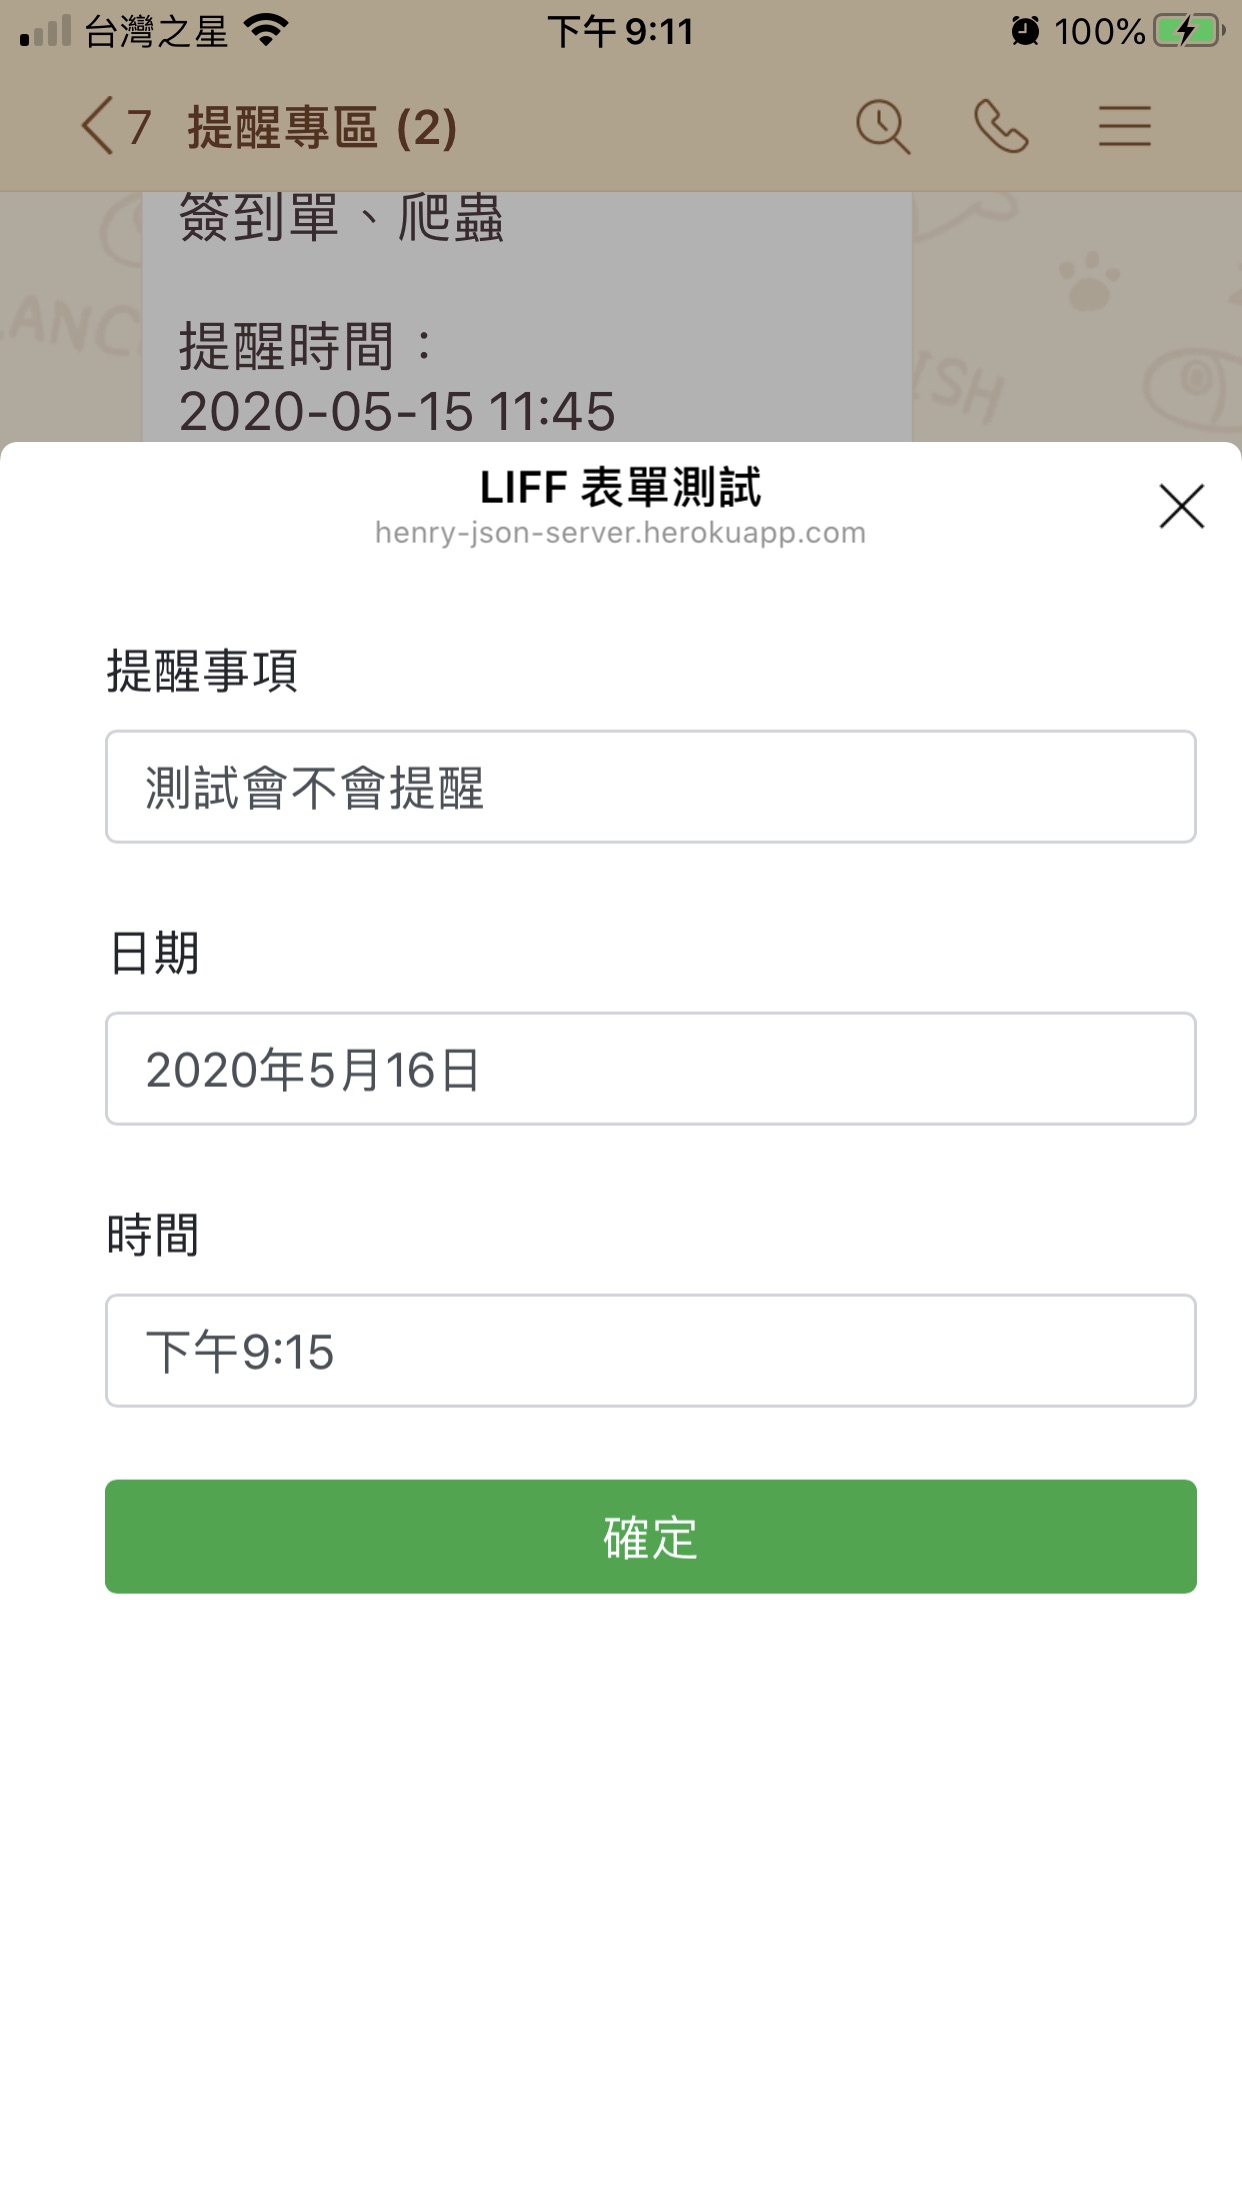 台灣之星 下午 9:11 100%
7 提醒專區 (2)
簽到單、爬蟲
提醒時間：
2020-05-15 11:45
LIFF 表單測試
henry-json-server.herokuapp.com
提醒事項
測試會不會提醒
日期
2020年5月16日
時間
下午9:15
確定